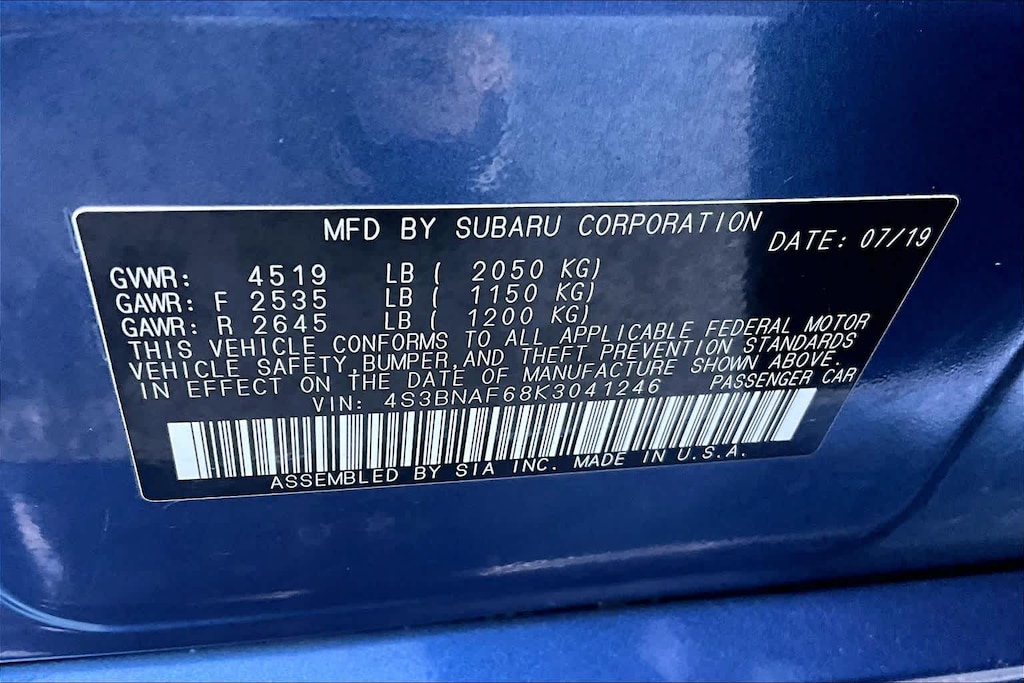 MFD BY SUBARU CORPORATION DATE: 07/19
GVWR: 4519 LB ( 2050 KG)
GAWR: F 2535 LB ( 1150 KG)
GAWR: R 2645 LB ( 1200 KG)
THIS VEHICLE CONFORMS TO ALL APPLICABLE FEDERAL MOTOR
VEHICLE SAFETY,BUMPER,AND THEFT PREVENTION STANDARDS
IN EFFECT ON THE DATE OF MANUFACTURE SHOWN ABOVE.
VIN: 4S3BNAF68K3041246 PASSENGER CAR
ASSEMBLED BY SIA INC. MADE IN U.S.A.